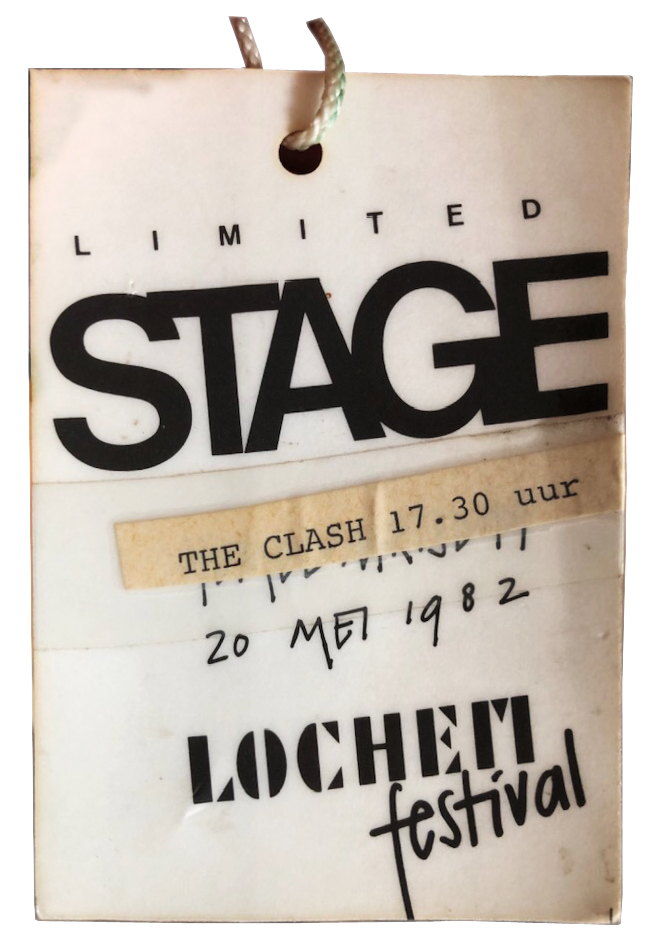 LIMITED
STAGE
THE CLASH 17.30 uur
20 MEI 1982
LOCHEM
festival